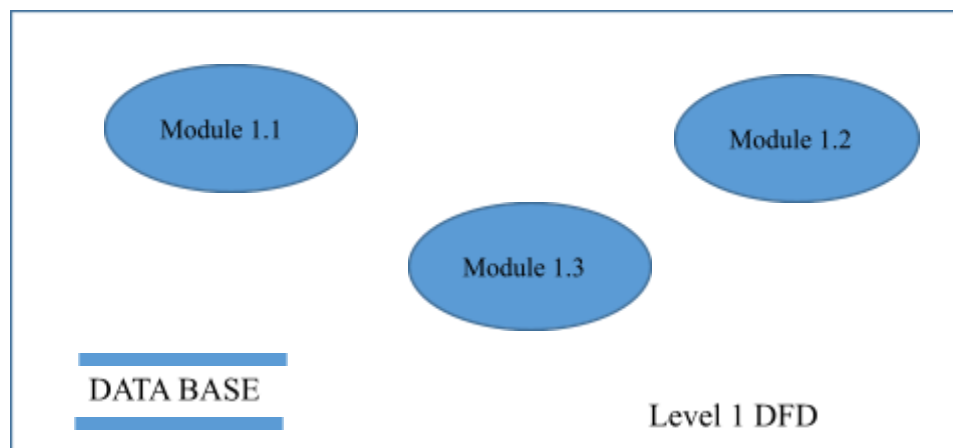 Module 1.1
Module 1.2
Module 1.3
DATA BASE
Level 1 DFD